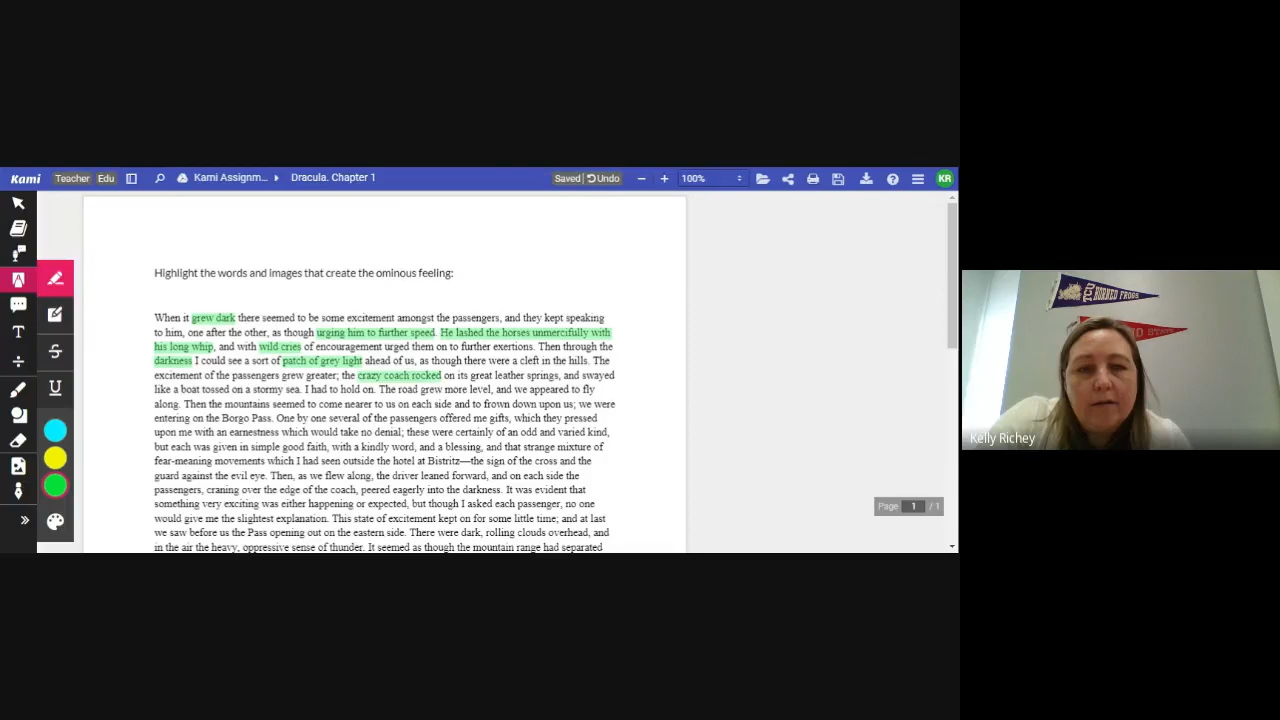 Kami Teacher Edu Kami Assignm... Dracula. Chapter 1 Saved Undo 100% KR
Highlight the words and images that create the ominous feeling:
When it grew dark there seemed to be some excitement amongst the passengers, and they kept speaking
to him, one after the other, as though urging him to further speed. He lashed the horses unmercifully with
his long whip, and with wild cries of encouragement urged them on to further exertions. Then through the
darkness I could see a sort of patch of grey light ahead of us, as though there were a cleft in the hills. The
excitement of the passengers grew greater; the crazy coach rocked on its great leather springs, and swayed
like a boat tossed on a stormy sea. I had to hold on. The road grew more level, and we appeared to fly
along. Then the mountains seemed to come nearer to us on each side and to frown down upon us; we were
entering on the Borgo Pass. One by one several of the passengers offered me gifts, which they pressed
upon me with an earnestness which would take no denial; these were certainly of an odd and varied kind,
but each was given in simple good faith, with a kindly word, and a blessing, and that strange mixture of
fear-meaning movements which I had seen outside the hotel at Bistritz—the sign of the cross and the
guard against the evil eye. Then, as we flew along, the driver leaned forward, and on each side the
passengers, craning over the edge of the coach, peered eagerly into the darkness. It was evident that
something very exciting was either happening or expected, but though I asked each passenger, no one
would give me the slightest explanation. This state of excitement kept on for some little time; and at last
we saw before us the Pass opening out on the eastern side. There were dark, rolling clouds overhead, and
in the air the heavy, oppressive sense of thunder. It seemed as though the mountain range had separated
Page 1 / 1
TCU HORNED FROGS
Kelly Richey